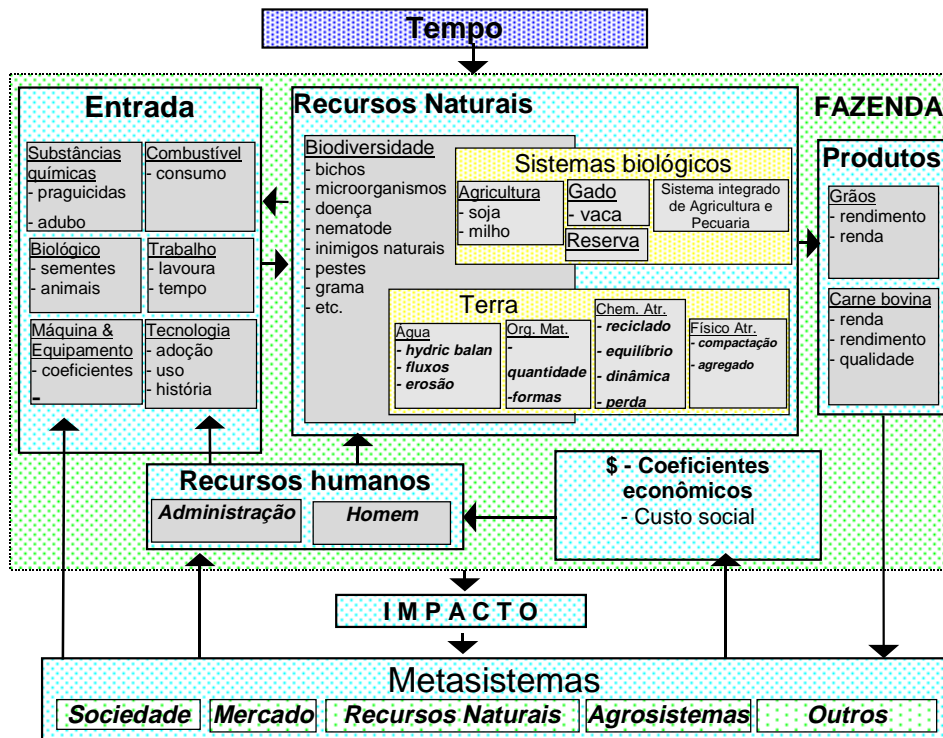 Tempo
Entrada
Substâncias
químicas
- praguicidas
- adubo
Combustível
- consumo
Biológico
- sementes
- animais
Trabalho
- lavoura
- tempo
Máquina &
Equipamento
- coeficientes
-
Tecnologia
- adoção
- uso
- história
Recursos Naturais
Biodiversidade
- bichos
- microorganismos
- doença
- nematode
- inimigos naturais
- pestes
- grama
- etc.
Sistemas biológicos
Agricultura
- soja
- milho
Gado
- vaca
Reserva
Sistema integrado
de Agricultura e
Pecuaria
Terra
Água
- hydric balan
- fluxos
- erosão
Org. Mat.
-
quantidade
-formas
Chem. Atr.
- reciclado
- equilíbrio
- dinâmica
- perda
Físico Atr.
- compactação
- agregado
FAZENDA
Produtos
Grãos
- rendimento
- renda
Carne bovina
- renda
- rendimento
- qualidade
Recursos humanos
Administração
Homem
$ - Coeficientes
econômicos
- Custo social
I M P A C T O
Metasistemas
Sociedade
Mercado
Recursos Naturais
Agrosistemas
Outros